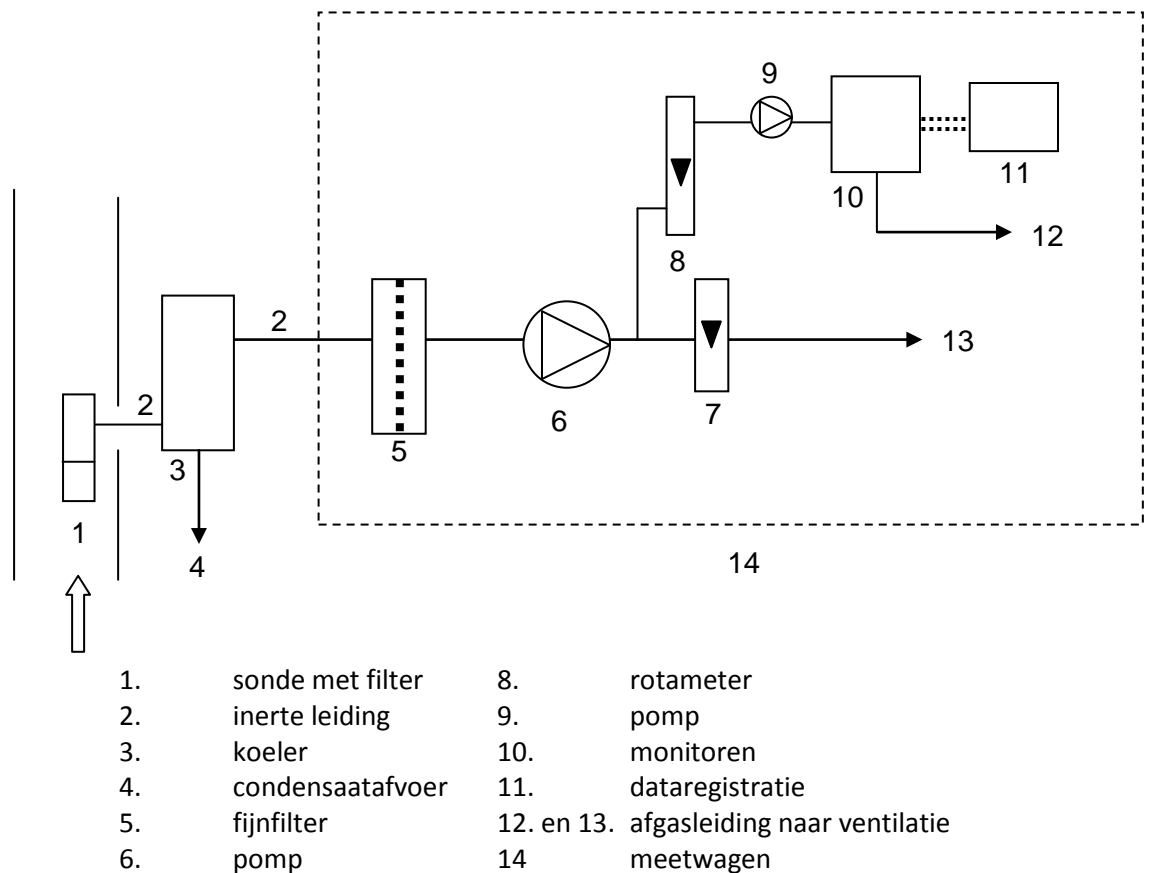 9
11
10
8
12
2
13
2
7
6
5
3
1
4
14
1. sonde met filter 8. rotameter
2. inerte leiding 9. pomp
3. koeler 10. monitoren
4. condensaatafvoer 11. dataregistratie
5. fijnfilter 12. en 13. afgasleiding naar ventilatie
6. pomp 14 meetwagen